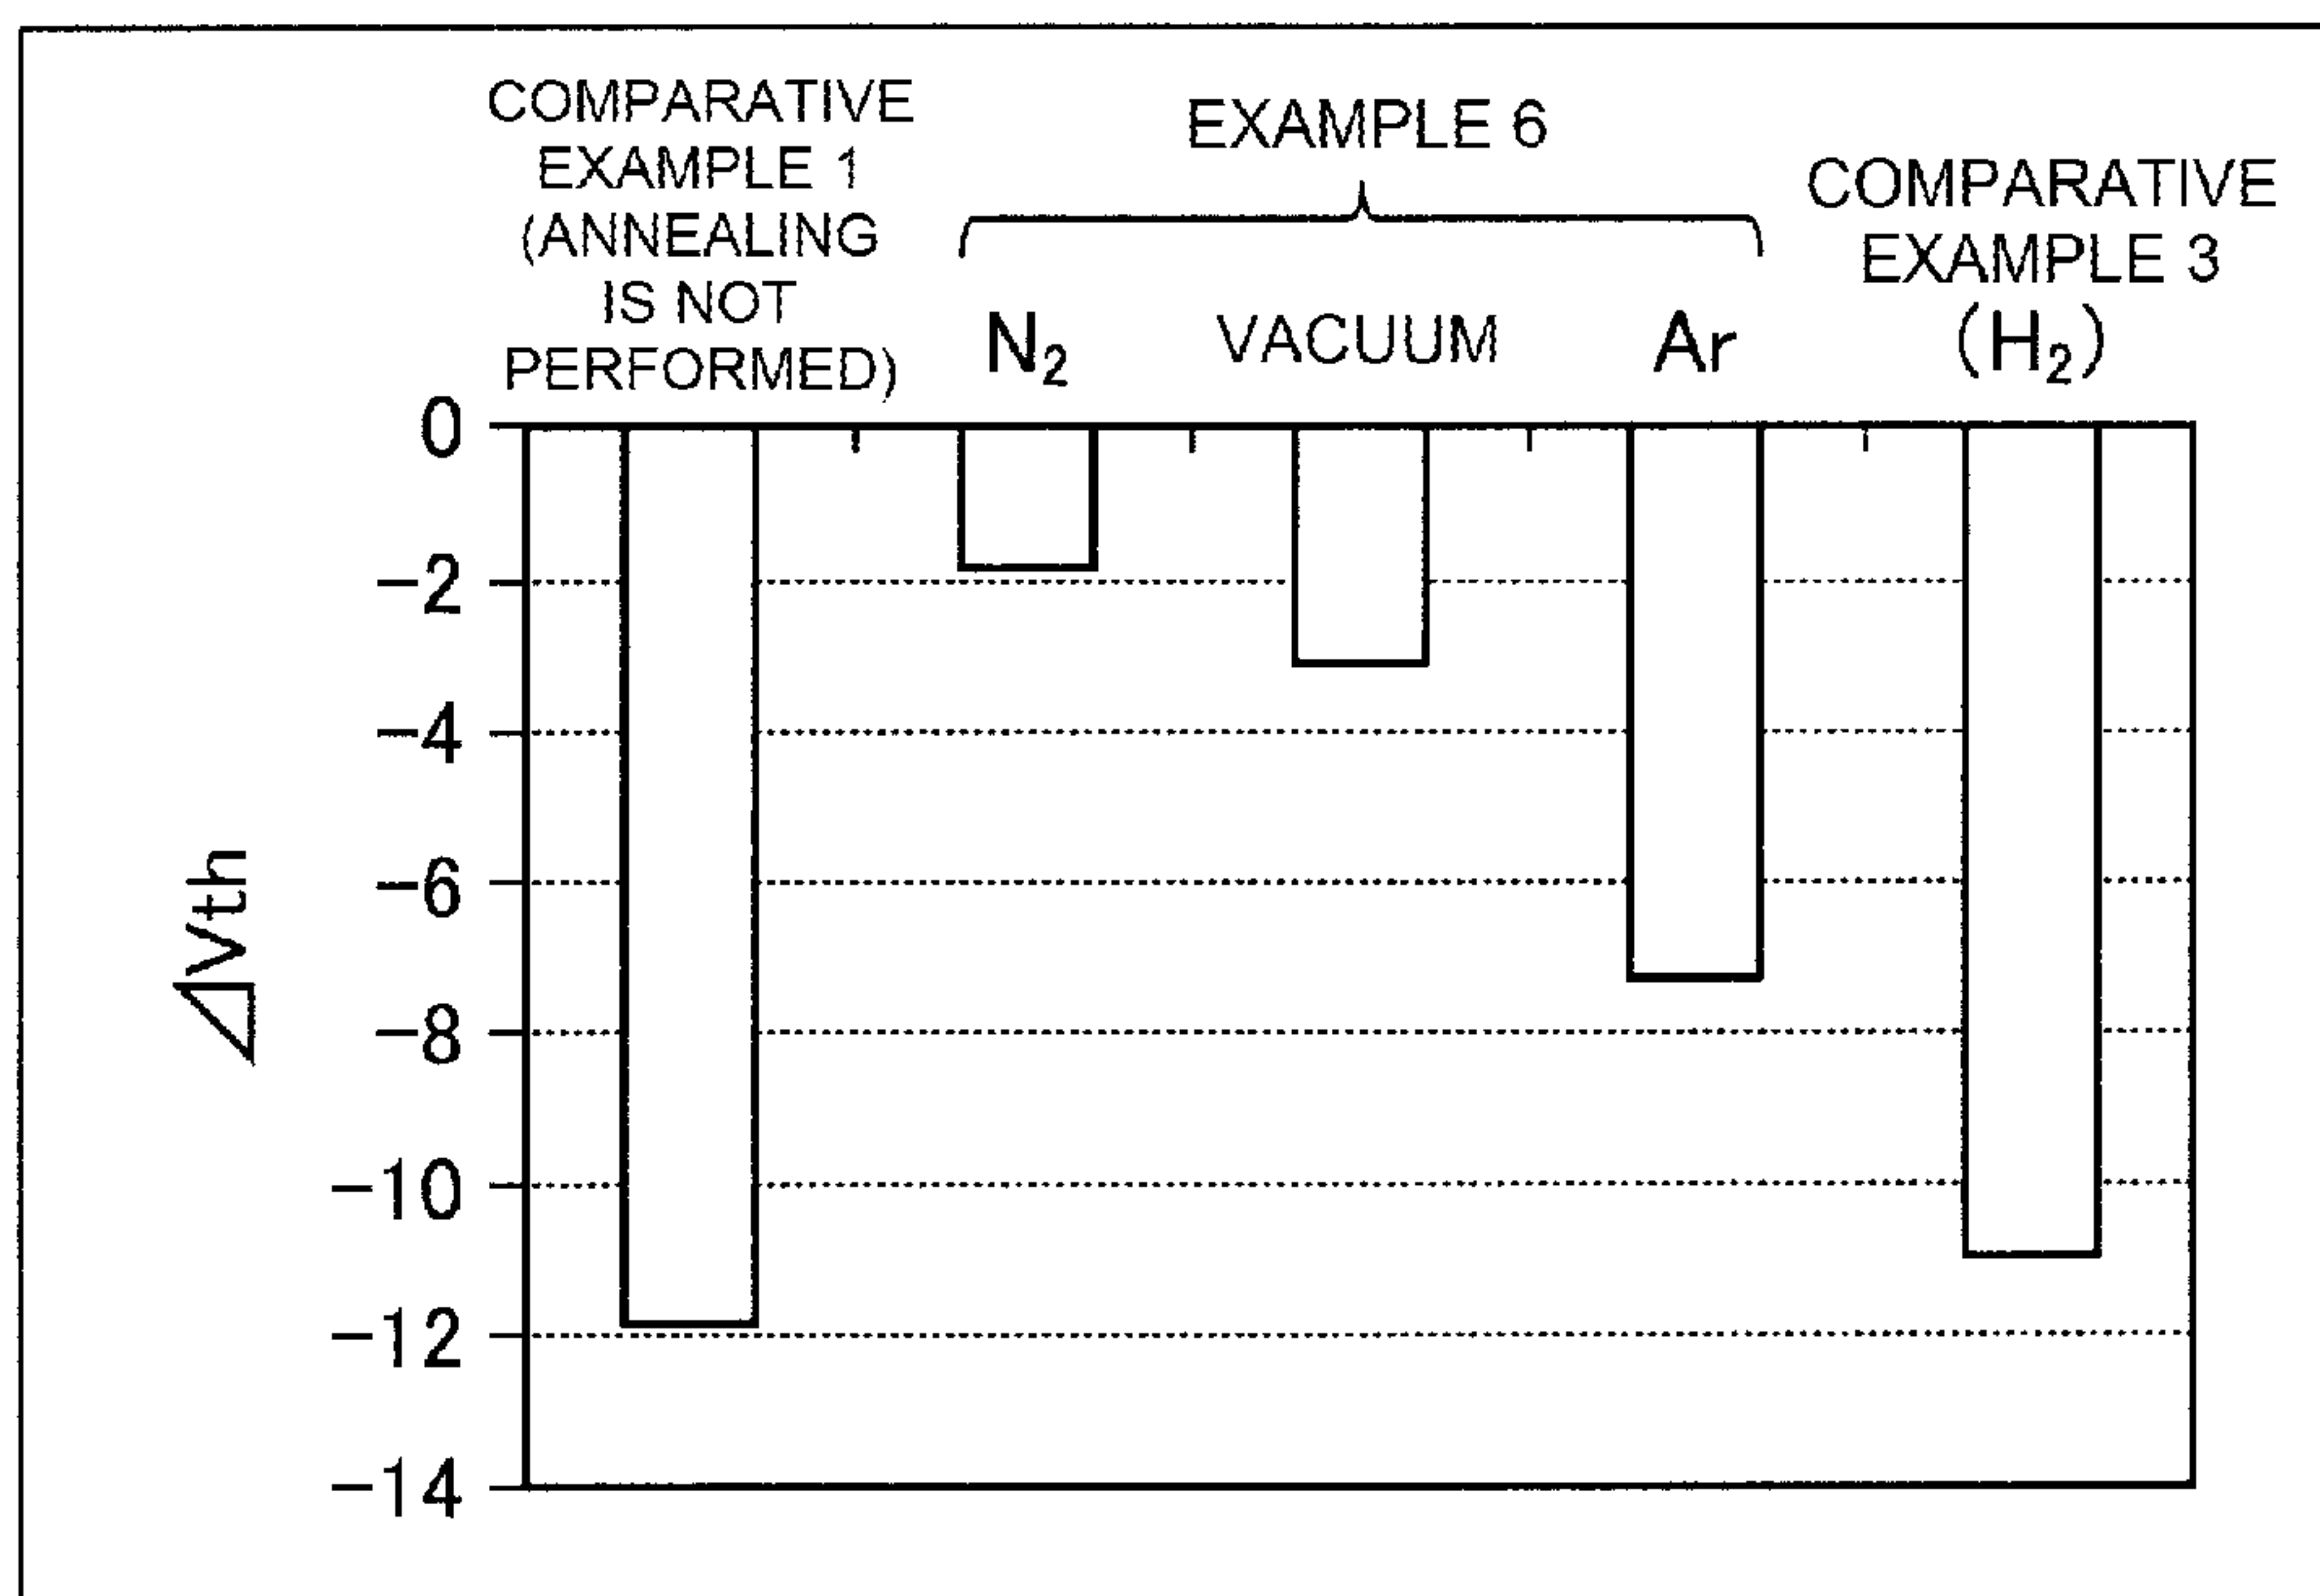 COMPARATIVE
EXAMPLE 1
(ANNEALING
IS NOT
PERFORMED)
EXAMPLE 6
N₂
VACUUM
Ar
COMPARATIVE
EXAMPLE 3
(H₂)
0
−2
−4
−6
−8
−10
−12
−14
⊿Vth